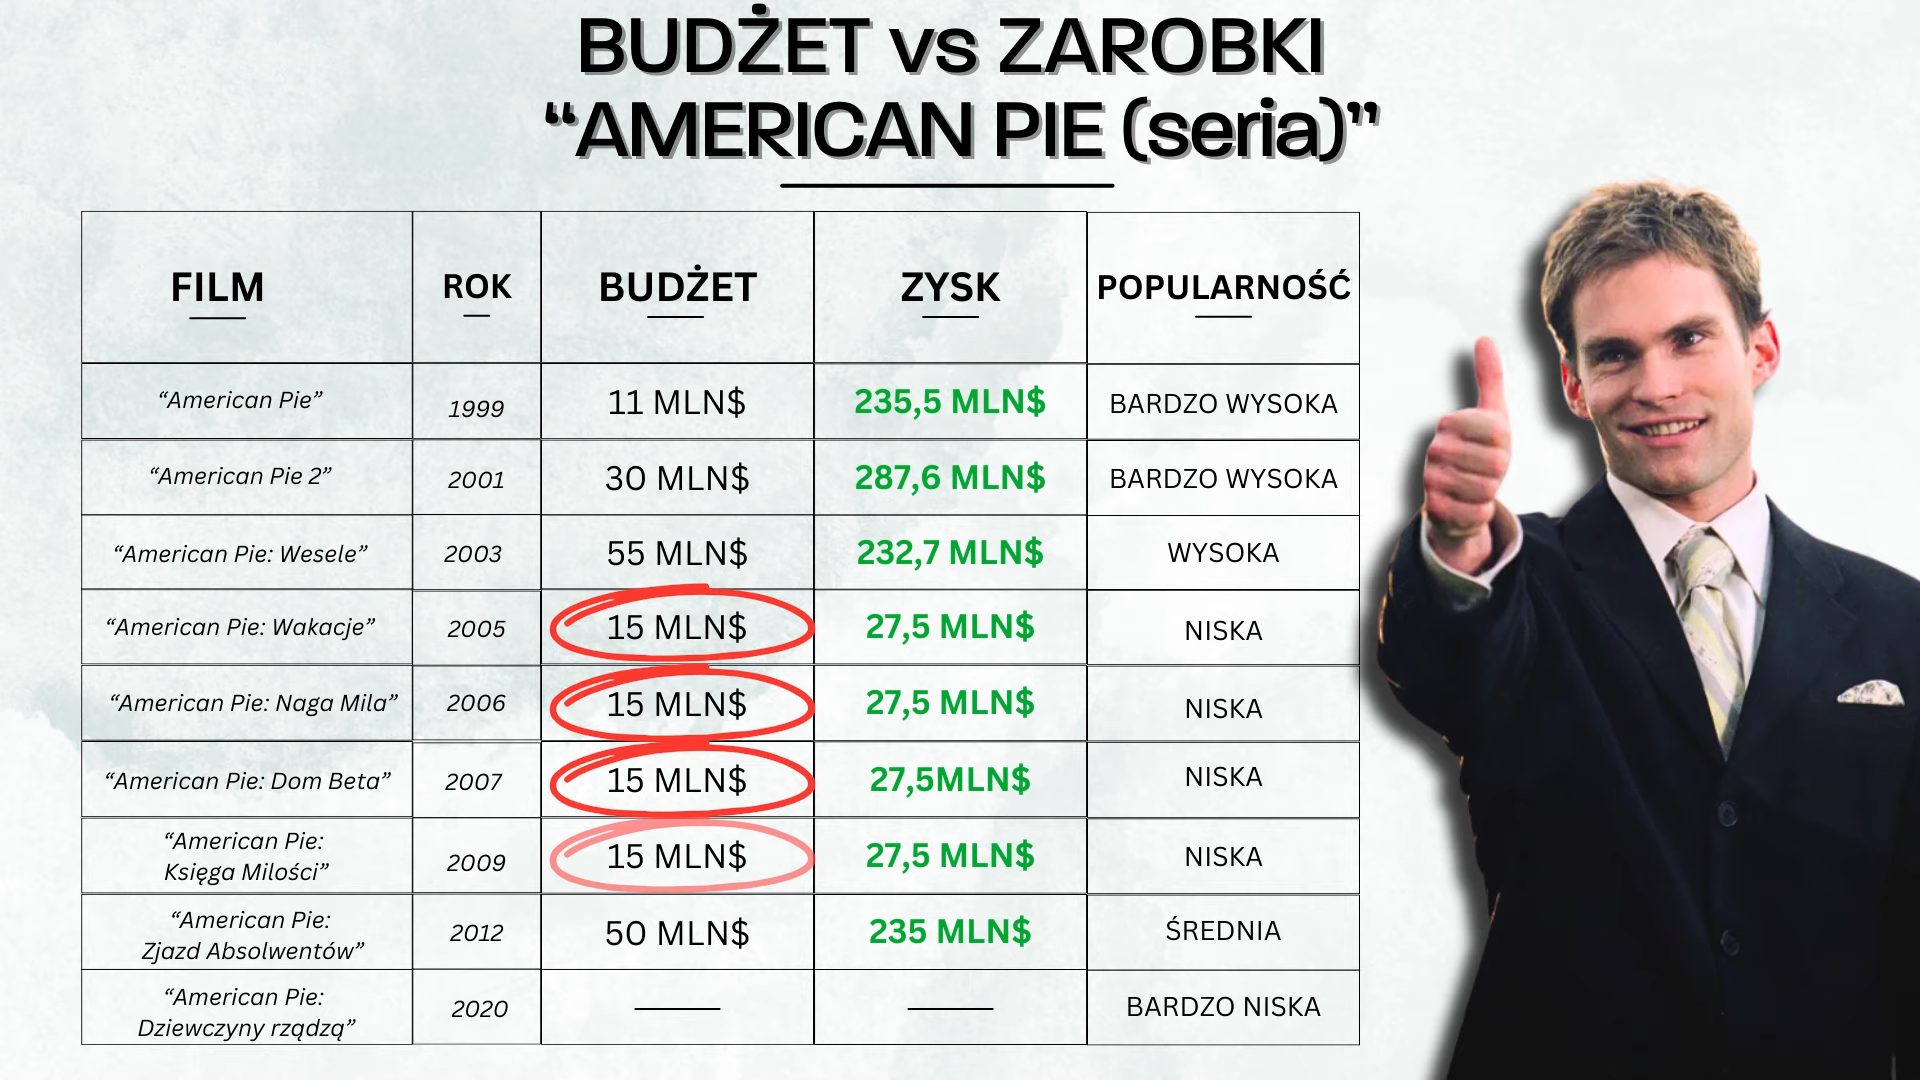 BUDŻET vs ZAROBKI
“AMERICAN PIE (seria)”
FILM ROK BUDŻET ZYSK POPULARNOŚĆ
“American Pie” 1999 11 MLN$ 235,5 MLN$ BARDZO WYSOKA
“American Pie 2” 2001 30 MLN$ 287,6 MLN$ BARDZO WYSOKA
“American Pie: Wesele” 2003 55 MLN$ 232,7 MLN$ WYSOKA
“American Pie: Wakacje” 2005 15 MLN$ 27,5 MLN$ NISKA
“American Pie: Naga Mila” 2006 15 MLN$ 27,5 MLN$ NISKA
“American Pie: Dom Beta” 2007 15 MLN$ 27,5MLN$ NISKA
“American Pie:
Księga Milości” 2009 15 MLN$ 27,5 MLN$ NISKA
“American Pie:
Zjazd Absolwentów” 2012 50 MLN$ 235 MLN$ ŚREDNIA
“American Pie:
Dziewczyny rządzą” 2020 BARDZO NISKA